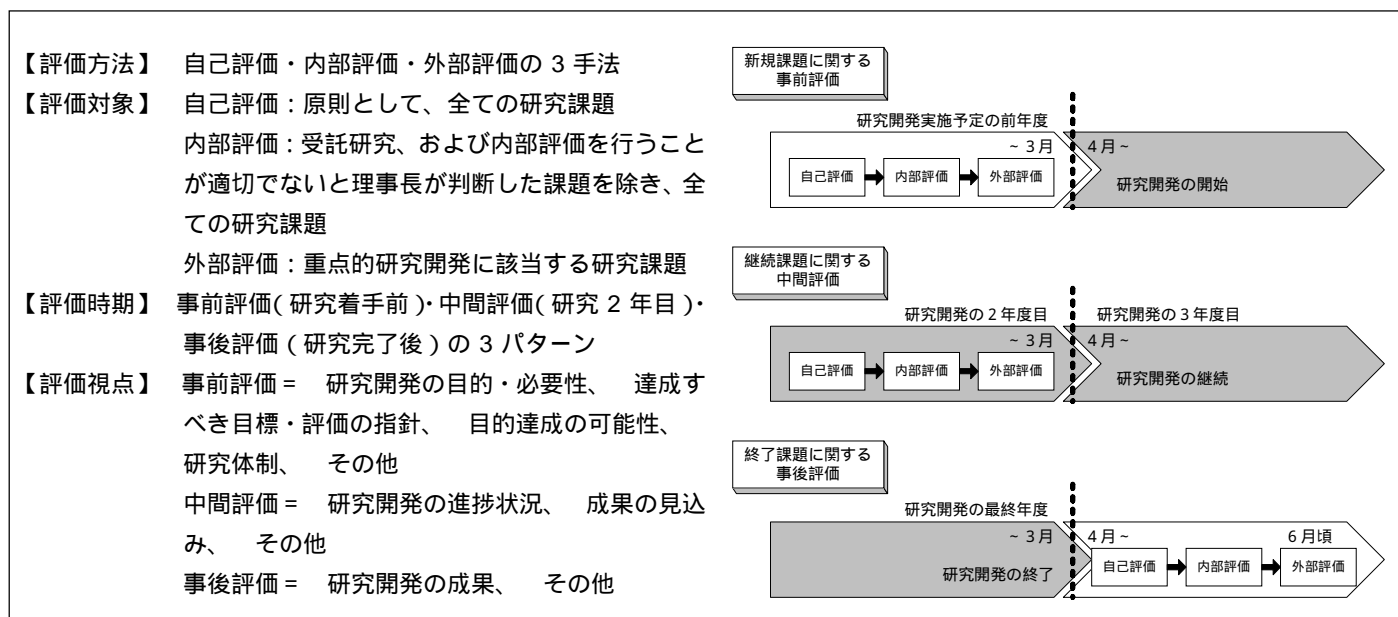 【評価方法】 自己評価・内部評価・外部評価の 3 手法
【評価対象】 自己評価：原則として、全ての研究課題
内部評価：受託研究、および内部評価を行うこと
が適切でないと理事長が判断した課題を除き、全
ての研究課題
外部評価：重点的研究開発に該当する研究課題
【評価時期】 事前評価（研究着手前）・中間評価（研究 2 年目）・
事後評価（研究完了後）の 3 パターン
【評価視点】 事前評価＝ 研究開発の目的・必要性、 達成す
べき目標・評価の指針、 目的達成の可能性、
研究体制、 その他
中間評価＝ 研究開発の進捗状況、 成果の見込
み、 その他
事後評価＝ 研究開発の成果、 その他
新規課題に関する
事前評価
研究開発実施予定の前年度
~ 3 月 4 月 ~
自己評価 内部評価 外部評価
研究開発の開始
継続課題に関する
中間評価
研究開発の 2 年度目 研究開発の 3 年度目
~ 3 月 4 月 ~
自己評価 内部評価 外部評価
研究開発の継続
終了課題に関する
事後評価
研究開発の最終年度
~ 3 月 4 月 ~ 6 月頃
研究開発の終了
自己評価 内部評価 外部評価